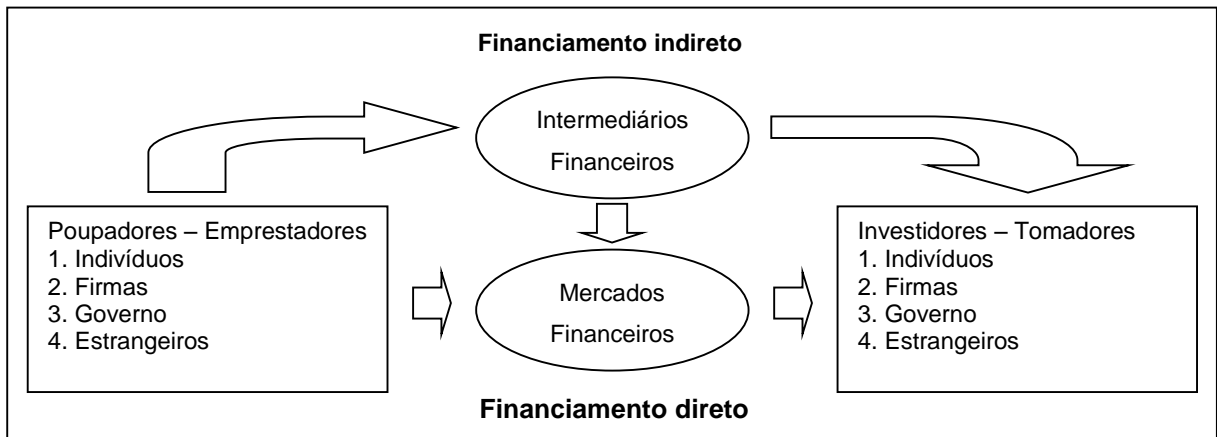 Financiamento indireto
Intermediários
Financeiros
Poupadores – Emprestadores
1. Indivíduos
2. Firmas
3. Governo
4. Estrangeiros
Mercados
Financeiros
Investidores – Tomadores
1. Indivíduos
2. Firmas
3. Governo
4. Estrangeiros
Financiamento direto